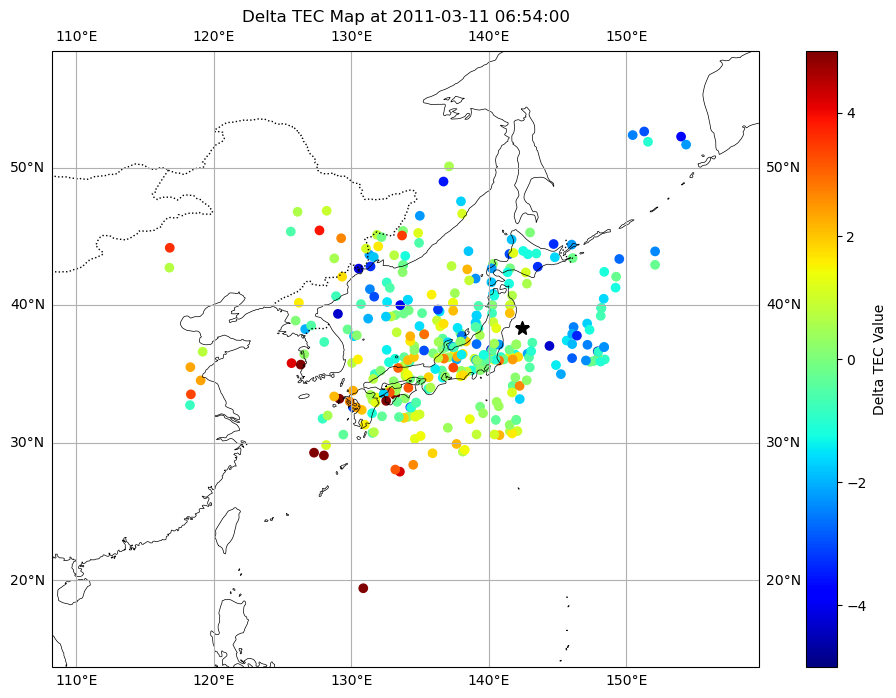 Delta TEC Map at 2011-03-11 06:54:00
110°E 120°E 130°E 140°E 150°E
50°N 50°N
40°N 40°N
30°N 30°N
20°N 20°N
110°E 120°E 130°E 140°E 150°E
4
2
0
−2
−4
Delta TEC Value